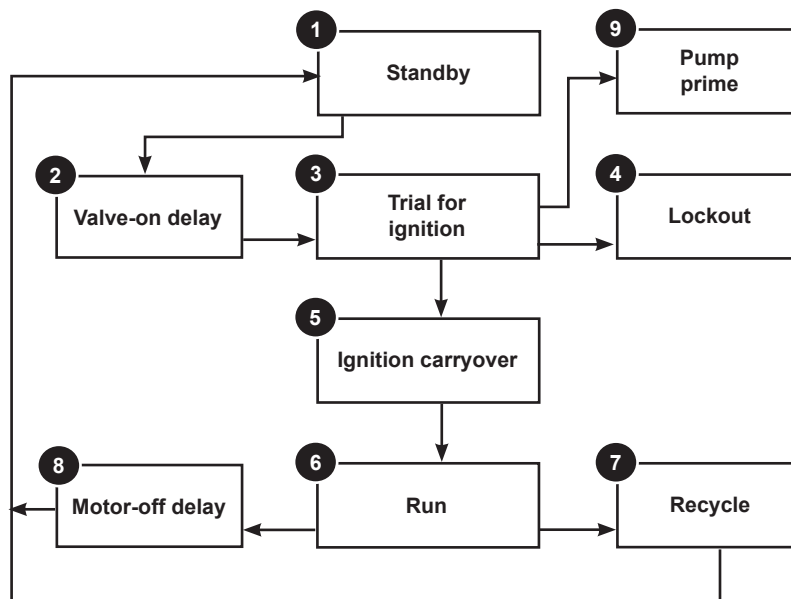 1
Standby
9
Pump
prime
2
Valve-on delay
3
Trial for
ignition
4
Lockout
5
Ignition carryover
8
Motor-off delay
6
Run
7
Recycle